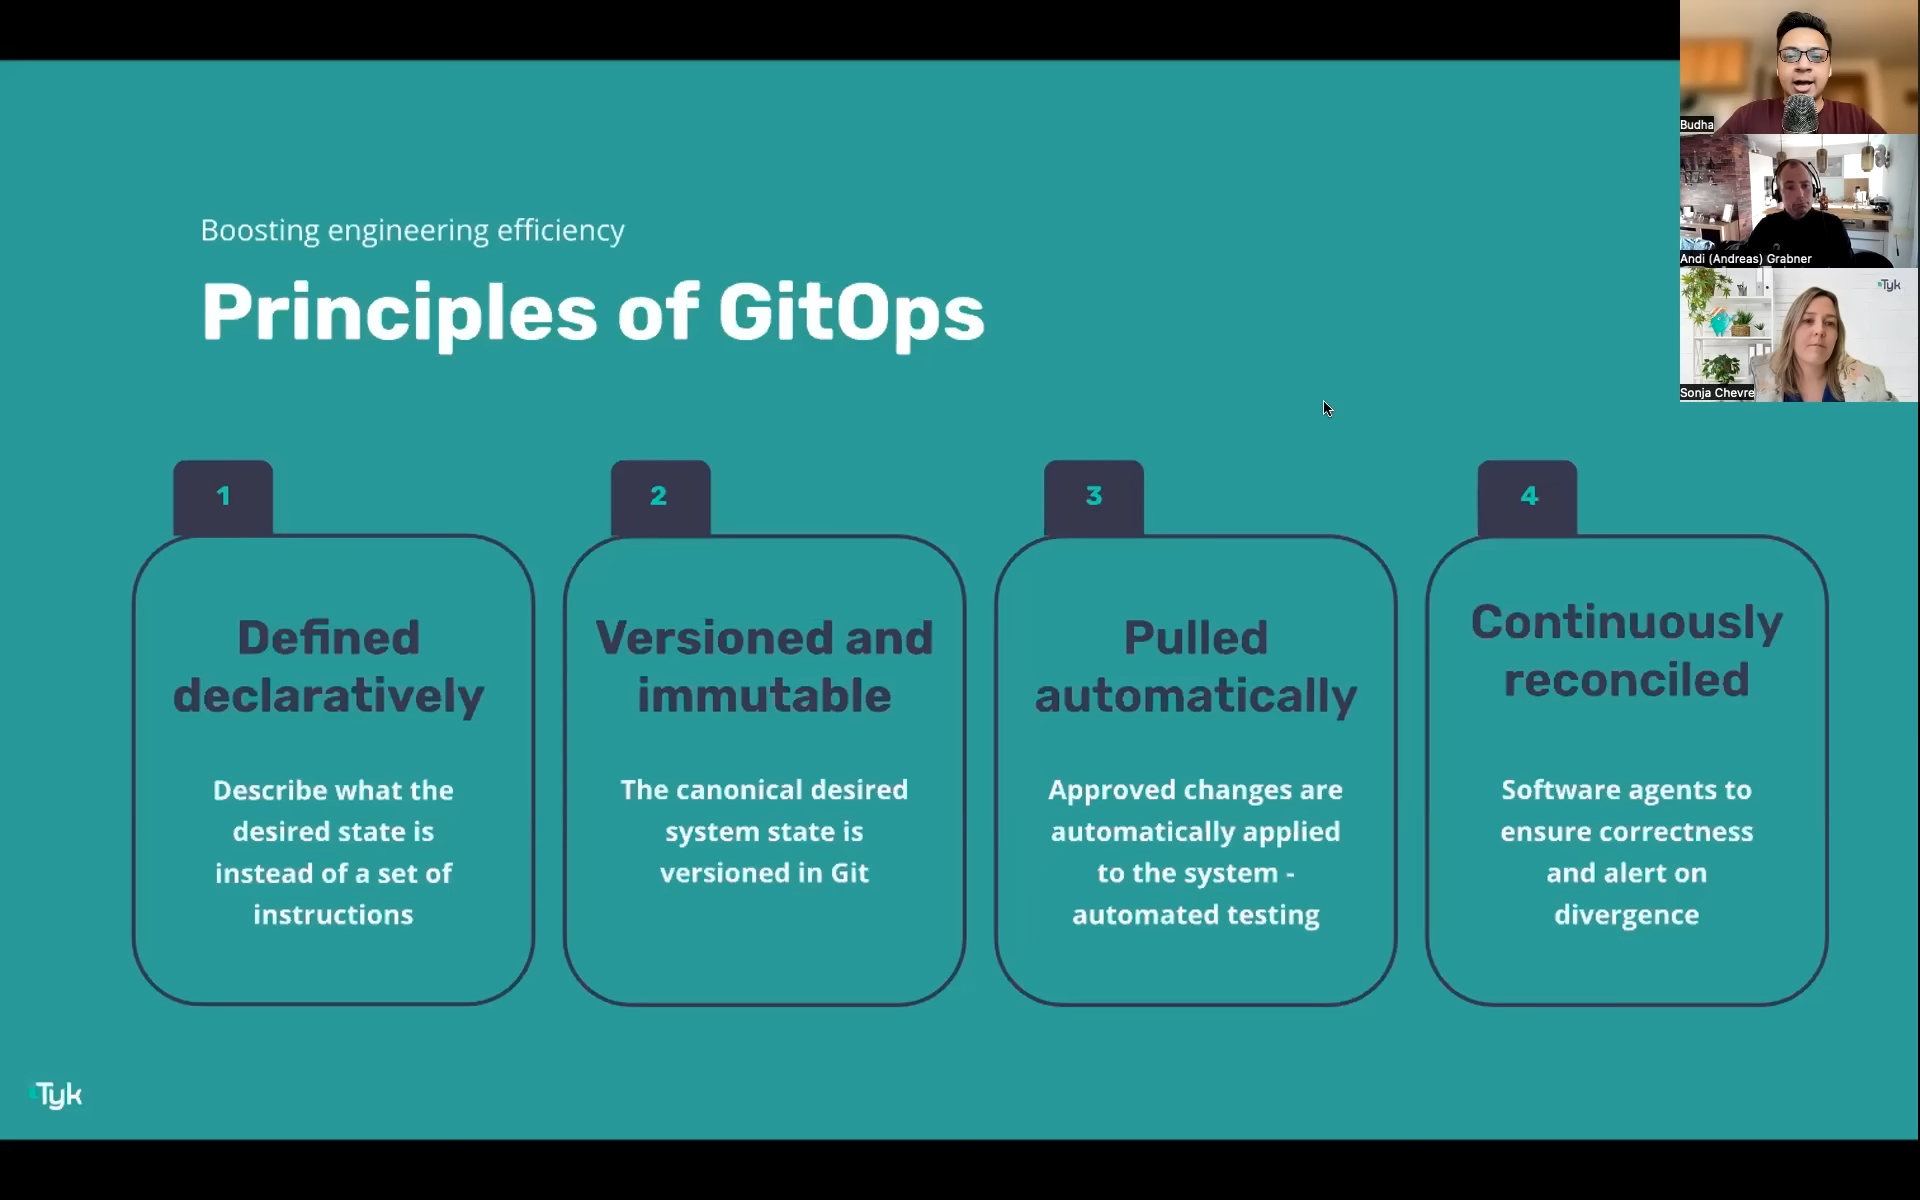 Boosting engineering efficiency
Principles of GitOps
1
Defined
declaratively
Describe what the
desired state is
instead of a set of
instructions
2
Versioned and
immutable
The canonical desired
system state is
versioned in Git
3
Pulled
automatically
Approved changes are
automatically applied
to the system -
automated testing
4
Continuously
reconciled
Software agents to
ensure correctness
and alert on
divergence
Tyk
Budha
Andi (Andreas) Grabner
Tyk
Sonja Chevre